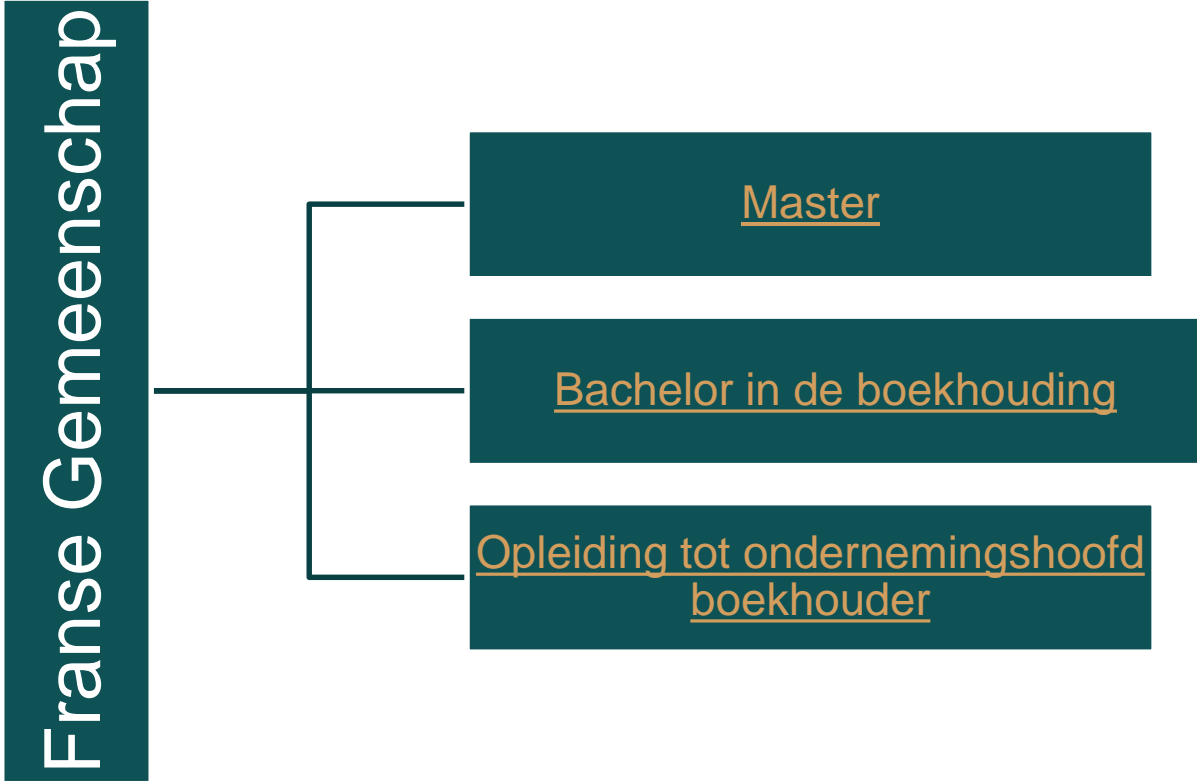 Franse Gemeenschap
Master
Bachelor in de boekhouding
Opleiding tot ondernemingshoofd
boekhouder